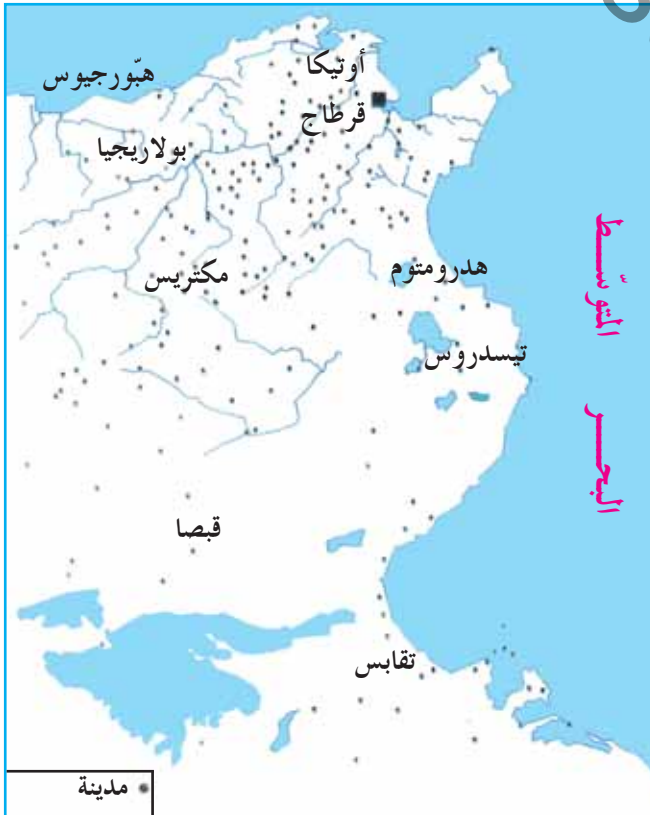 أوتيكا
هبّورجيوس
قرطاج
بولاريجيا
هدرومتوم
مكتريس
تيسدروس
البحر المتوسّط
قبصا
تقابس
مدينة